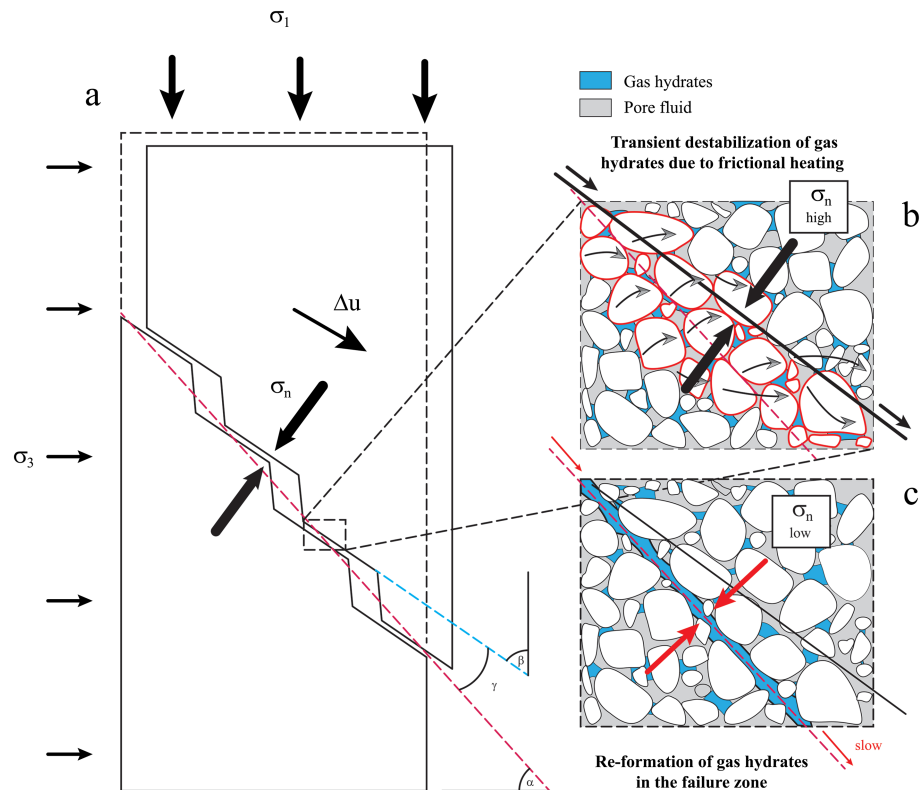 σ1
a
Gas hydrates
Pore fluid
Transient destabilization of gas
hydrates due to frictional heating
σn
high
b
Δu
σn
σ3
c
σn
low
β
γ
slow
Re-formation of gas hydrates
in the failure zone
α